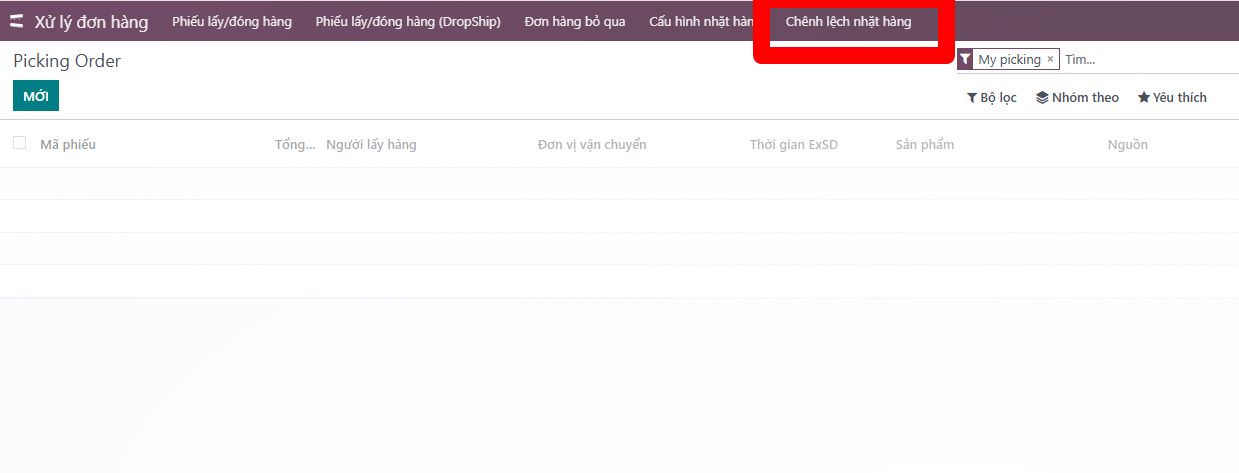 Xử lý đơn hàng Phiếu lấy/đóng hàng Phiếu lấy/đóng hàng (DropShip) Đơn hàng bỏ qua Cấu hình nhặt hàn Chênh lệch nhặt hàng
Picking Order My picking × Tìm...
MỚI Bộ lọc Nhóm theo Yêu thích
Mã phiếu Tổng... Người lấy hàng Đơn vị vận chuyển Thời gian ExSD Sản phẩm Nguồn